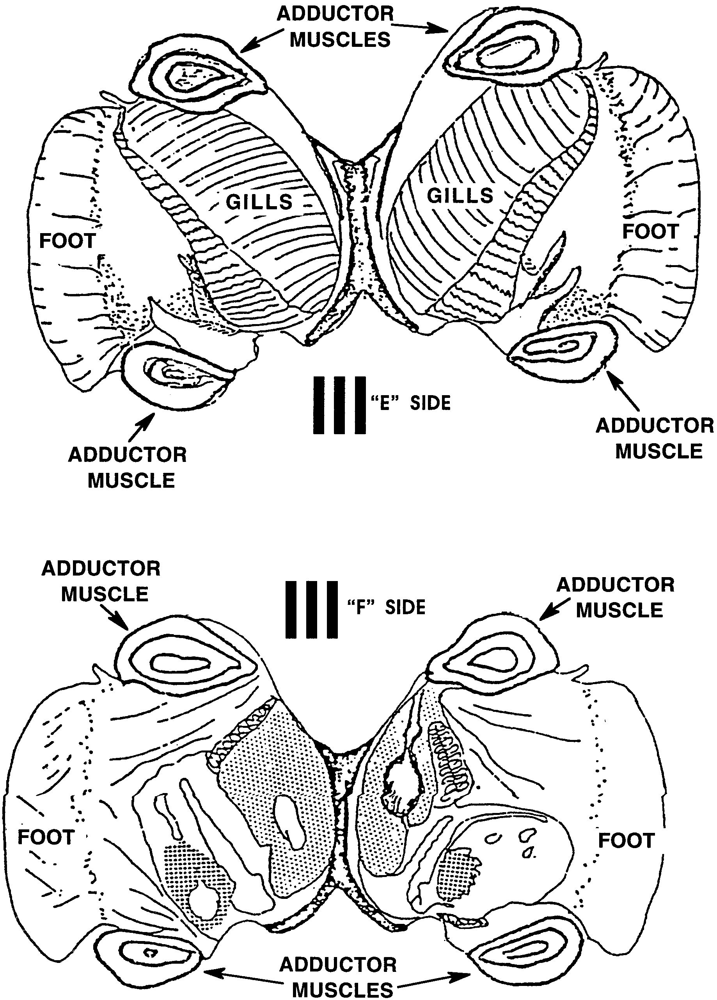 ADDUCTOR
MUSCLES
GILLS
GILLS
FOOT
FOOT
"E" SIDE
ADDUCTOR
MUSCLE
ADDUCTOR
MUSCLE
ADDUCTOR
MUSCLE
"F" SIDE
ADDUCTOR
MUSCLE
FOOT
FOOT
ADDUCTOR
MUSCLES